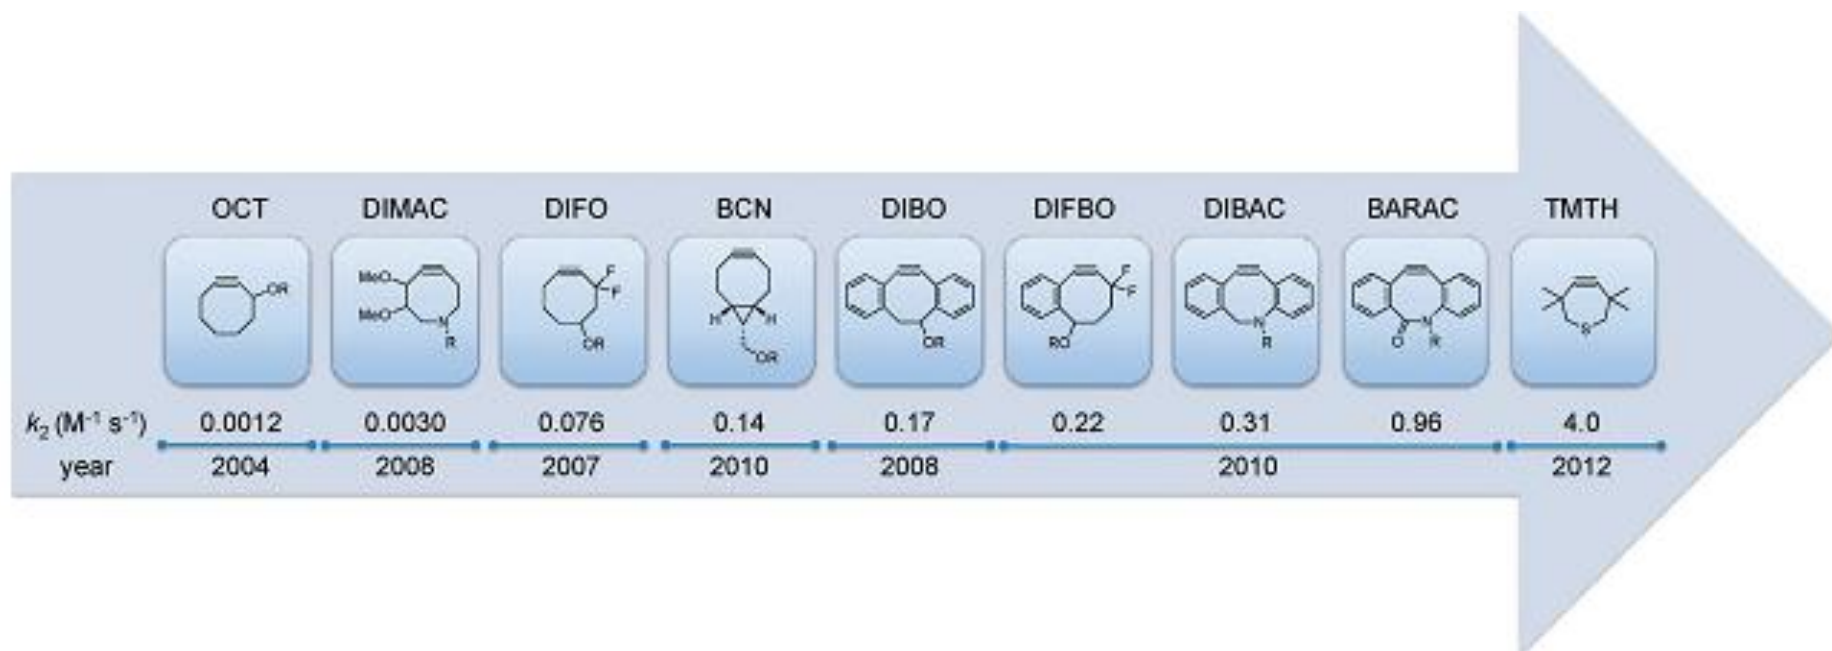 OCT DIMAC DIFO BCN DIBO DIFBO DIBAC BARAC TMTH
OR
MeO
MeO
N
R
F
F
OR
H
H
OR
OR
F
F
RO
N
R
O
N
R
S
k₂ (M⁻¹ s⁻¹) 0.0012 0.0030 0.076 0.14 0.17 0.22 0.31 0.96 4.0
year 2004 2008 2007 2010 2008 2010 2012